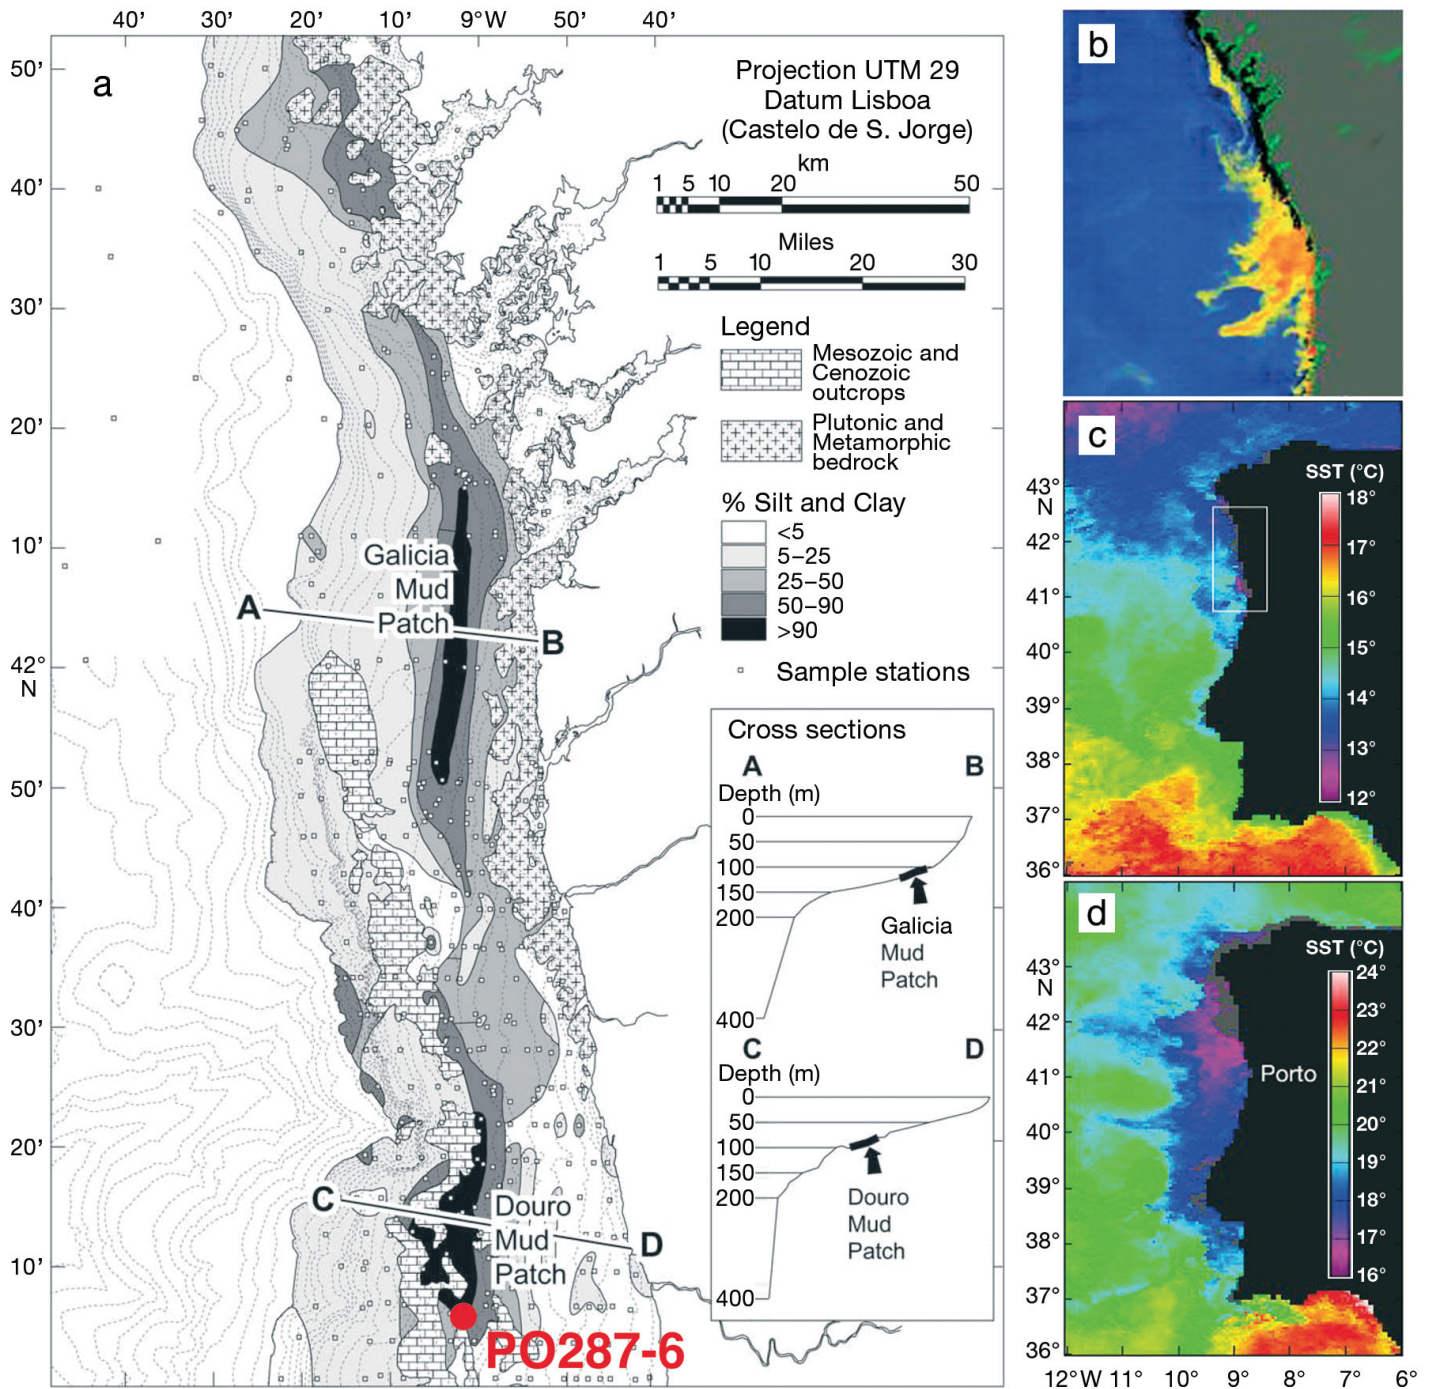 40’ 30’ 20’ 10’ 9°W 50’ 40’
50’
40’
30’
20’
10’
42°
N
50’
40’
30’
20’
10’
a
Projection UTM 29
Datum Lisboa
(Castelo de S. Jorge)
km
1 5 10 20 50
Miles
1 5 10 20 30
Legend
Mesozoic and
Cenozoic
outcrops
Plutonic and
Metamorphic
bedrock
% Silt and Clay
<5
5–25
25–50
50–90
>90
Sample stations
Galicia
Mud
Patch
A
B
C
D
Douro
Mud
Patch
PO287-6
Cross sections
A B
Depth (m)
0
50
100
150
200
400
Galicia
Mud
Patch
C D
Depth (m)
0
50
100
150
200
400
Douro
Mud
Patch
b
c
SST (°C)
18°
17°
16°
15°
14°
13°
12°
43°
N
42°
41°
40°
39°
38°
37°
36°
d
SST (°C)
24°
23°
22°
21°
20°
19°
18°
17°
16°
Porto
43°
N
42°
41°
40°
39°
38°
37°
36°
12°W 11° 10° 9° 8° 7° 6°